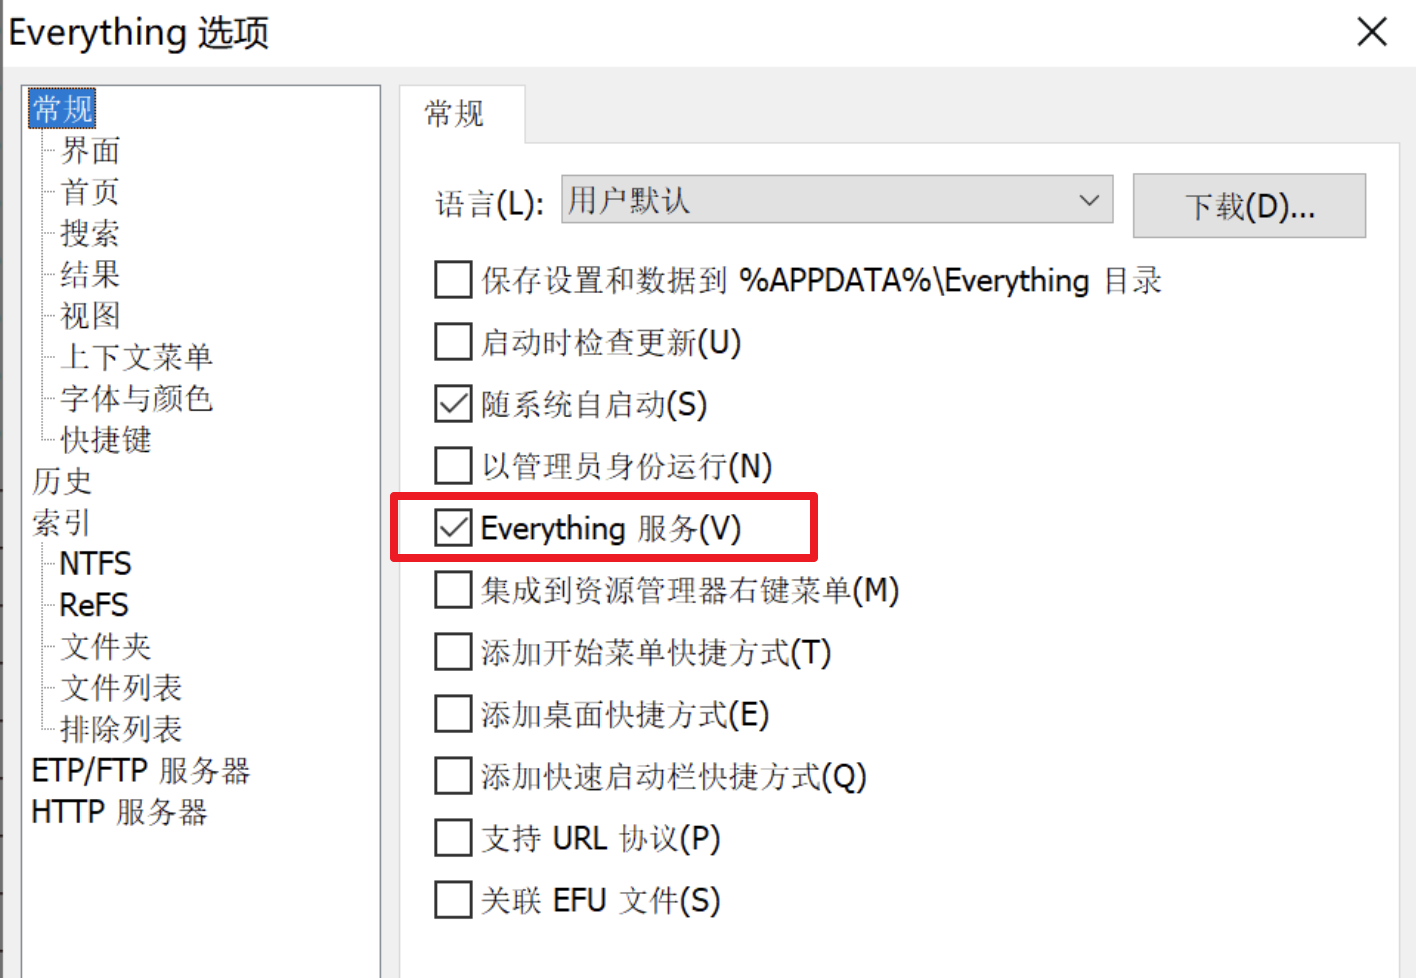 Everything 选项
常规
界面
首页
搜索
结果
视图
上下文菜单
字体与颜色
快捷键
历史
索引
NTFS
ReFS
文件夹
文件列表
排除列表
ETP/FTP 服务器
HTTP 服务器
常规
语言(L): 用户默认 下载(D)...
保存设置和数据到 %APPDATA%\Everything 目录
启动时检查更新(U)
随系统自启动(S)
以管理员身份运行(N)
Everything 服务(V)
集成到资源管理器右键菜单(M)
添加开始菜单快捷方式(T)
添加桌面快捷方式(E)
添加快速启动栏快捷方式(Q)
支持 URL 协议(P)
关联 EFU 文件(S)